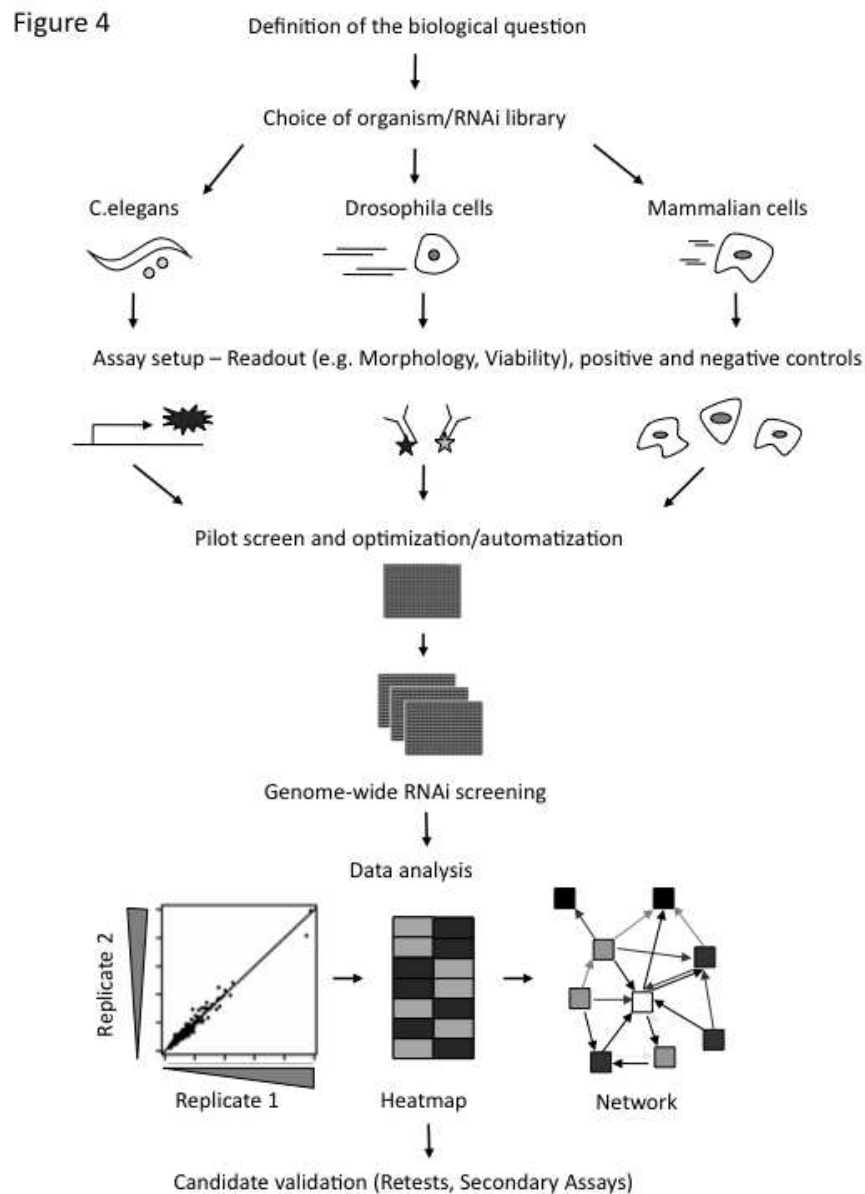 Figure 4
Definition of the biological question
Choice of organism/RNAi library
C.elegans
Drosophila cells
Mammalian cells
Assay setup – Readout (e.g. Morphology, Viability), positive and negative controls
Pilot screen and optimization/automatization
Genome-wide RNAi screening
Data analysis
Replicate 2
Replicate 1
Heatmap
Network
Candidate validation (Retests, Secondary Assays)